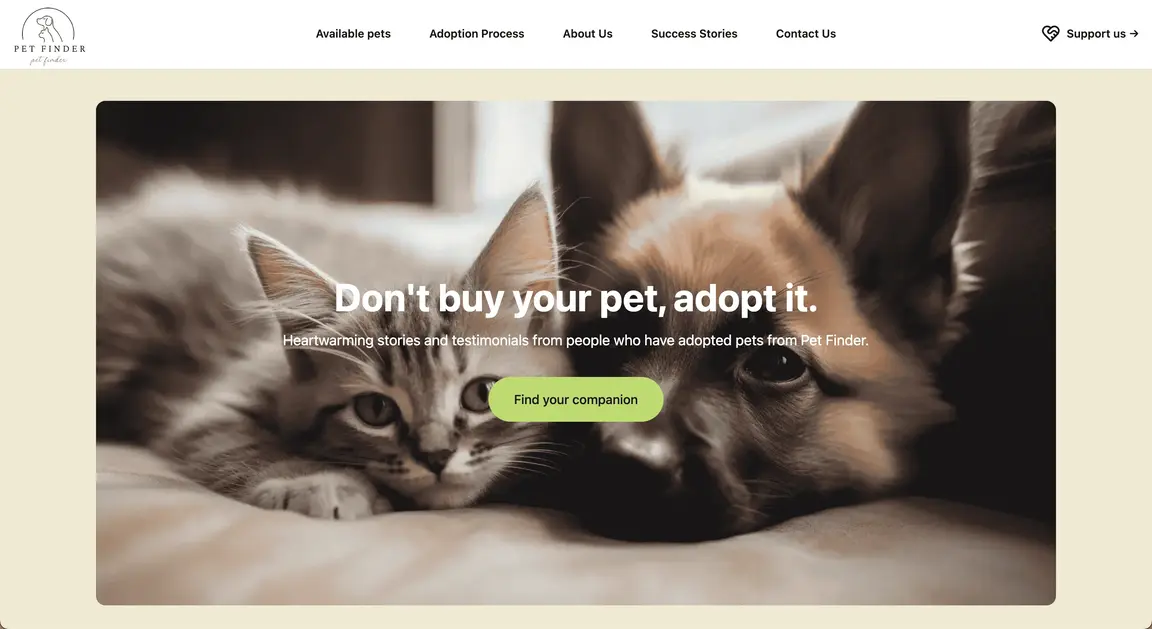 PET FINDER
pet finder
Available pets
Adoption Process
About Us
Success Stories
Contact Us
Support us →
Don't buy your pet, adopt it.
Heartwarming stories and testimonials from people who have adopted pets from Pet Finder.
Find your companion